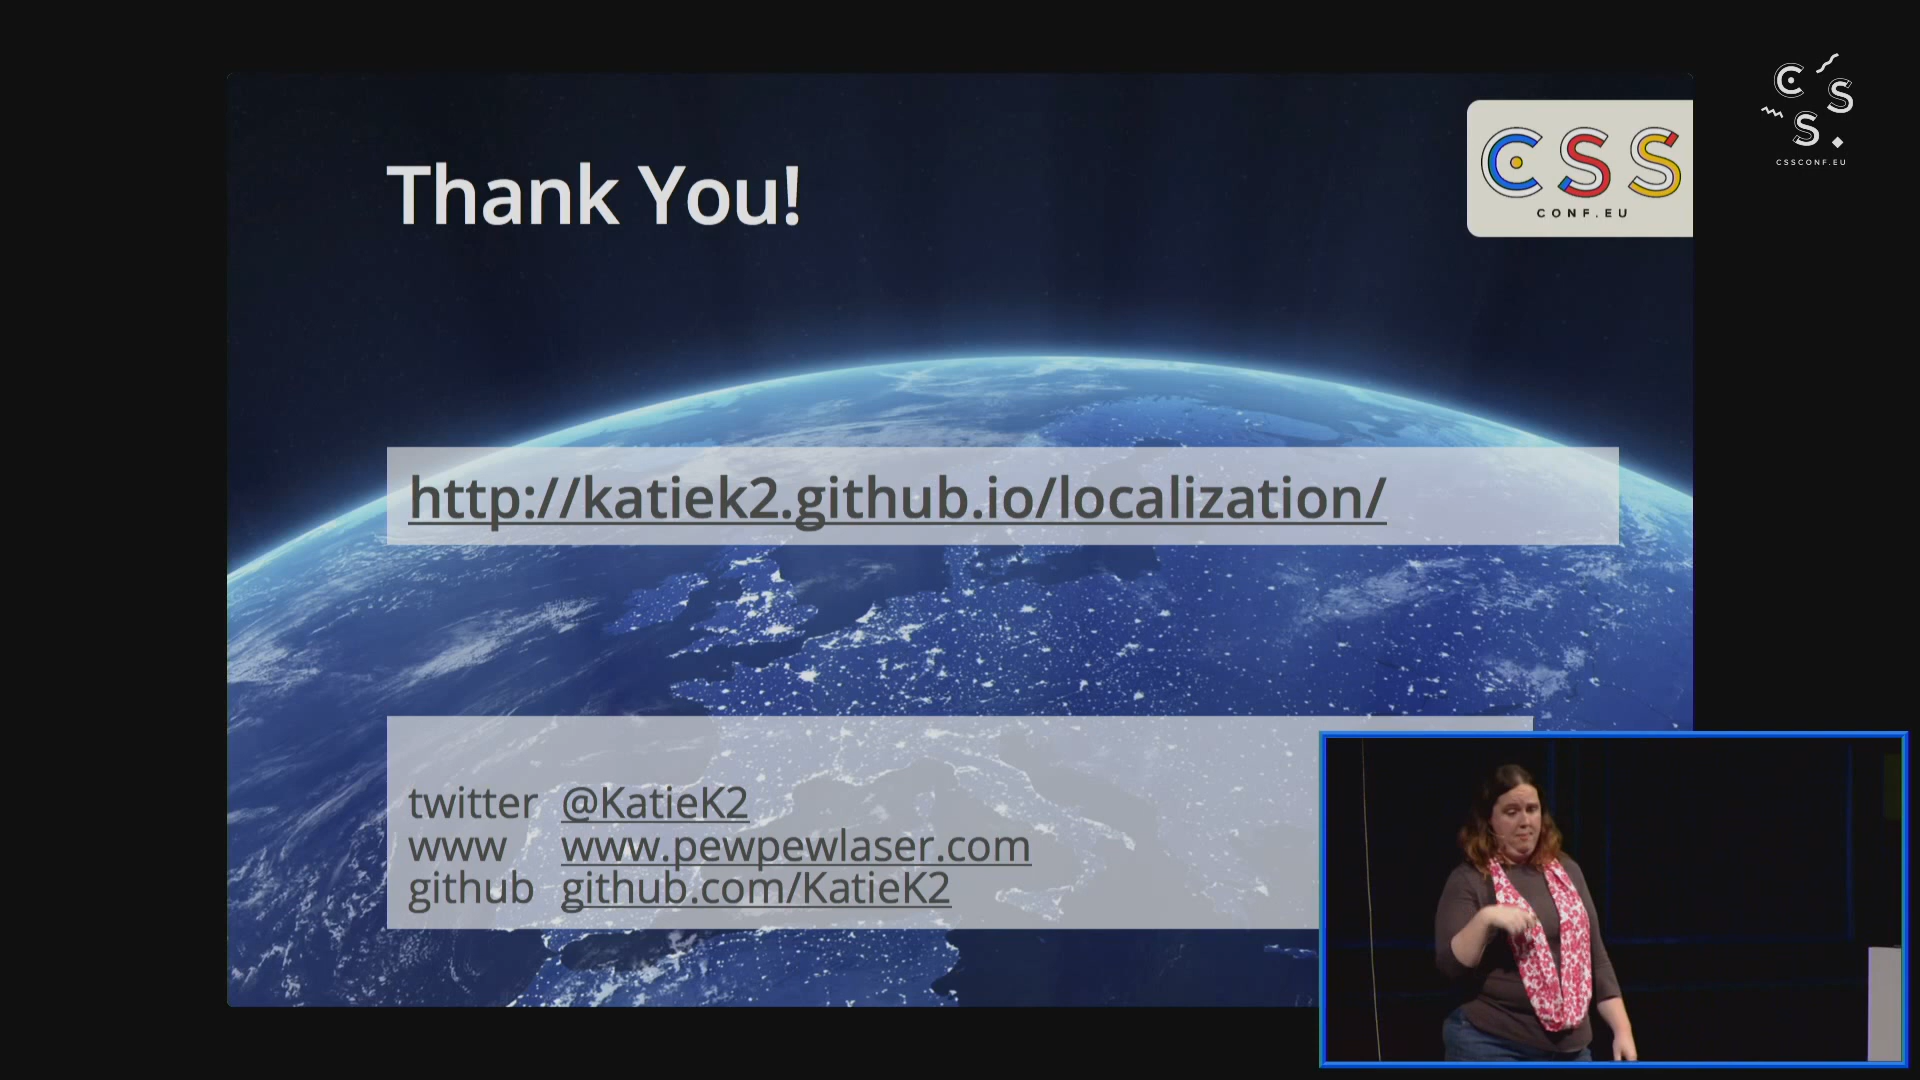 Thank You!
CSS
CONF.EU
CSS
CSSCONF.EU
http://katiek2.github.io/localization/
twitter @KatieK2
www www.pewpewlaser.com
github github.com/KatieK2